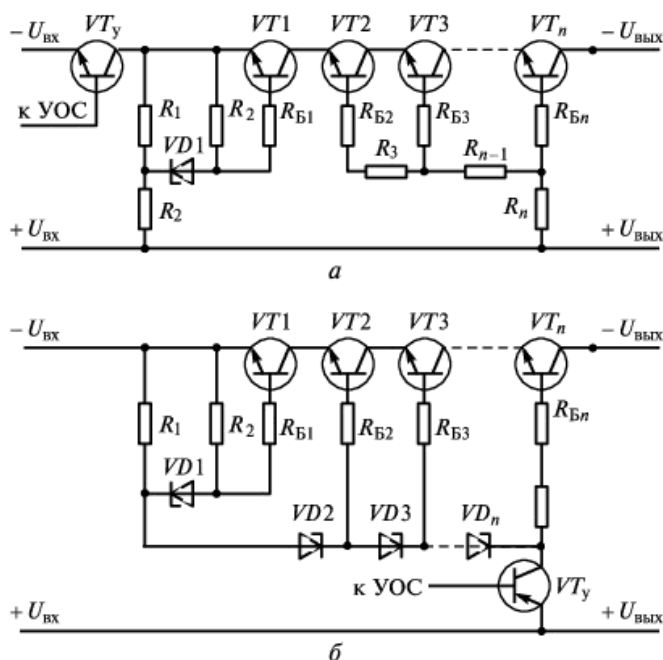 VTу VT1 VT2 VT3 VTn
− Uвх − Uвых
к УОС
R1 R2 RБ1 RБ2 RБ3 RБn
VD1 R3 Rn−1
R2 Rn
+ Uвх + Uвых
а
VT1 VT2 VT3 VTn
− Uвх − Uвых
R1 R2 RБ1 RБ2 RБ3 RБn
VD1
VD2 VD3 VDn
к УОС VTу
+ Uвх + Uвых
б